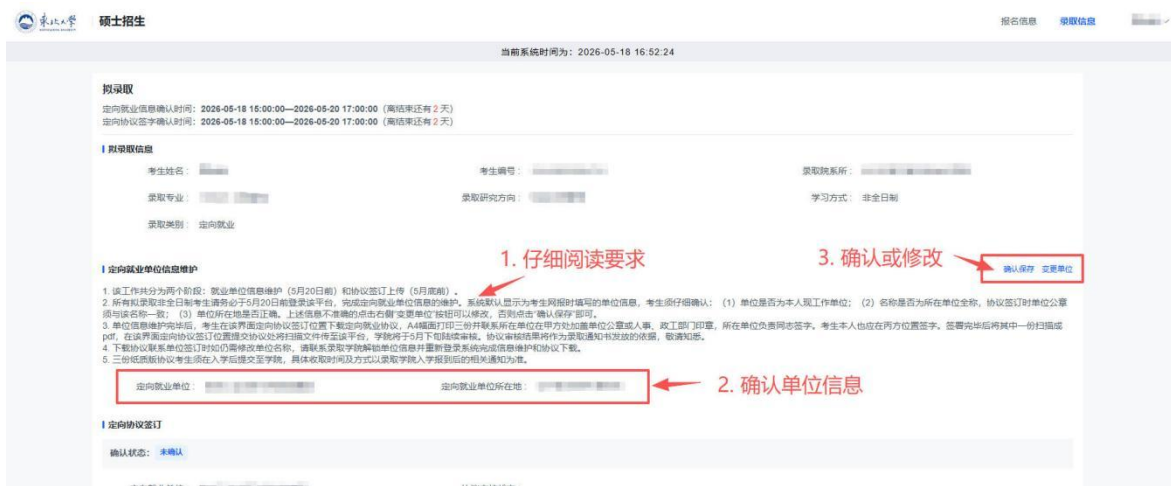 東北大學
硕士招生
报名信息 录取信息
当前系统时间为：2026-05-18 16:52:24
拟录取
定向就业信息确认时间：2026-05-18 15:00:00—2026-05-20 17:00:00（离结束还有 2 天）
定向协议签字确认时间：2026-05-18 15:00:00—2026-05-20 17:00:00（离结束还有 2 天）
拟录取信息
考生姓名：
考生编号：
录取院系所：
录取专业：
录取研究方向：
学习方式： 非全日制
录取类别： 定向就业
1. 仔细阅读要求
3. 确认或修改
定向就业单位信息维护
确认保存 变更单位
1. 该工作共分为两个阶段：就业单位信息维护（5月20日前）和协议签订上传（5月底前）。
2. 所有拟录取非全日制考生请务必于5月20日前登录该平台，完成定向就业单位信息的维护。系统默认显示为考生网报时填写的单位信息，考生须仔细确认：（1）单位是否为本人现工作单位；（2）名称是否为所在单位全称，协议签订时单位公章
须与该名称一致；（3）单位所在地是否正确。上述信息不准确的点击右侧‘变更单位’按钮可以修改，否则点击‘确认保存’即可。
3. 单位信息维护完毕后，考生在该界面定向协议签订位置下载定向就业协议，A4幅面打印三份并联系所在单位在甲方处加盖单位公章或人事、政工部门印章，所在单位负责同志签字。考生本人也应在丙方位置签字。签署完毕后将其中一份扫描成
pdf，在该界面定向协议签订位置提交协议处将扫描文件传至该平台，学院将于5月下旬陆续审核。协议审核结果将作为录取通知书发放的依据，敬请知悉。
4. 下载协议联系单位签订时如仍需修改单位名称，请联系录取学院解锁单位信息并重新登录系统完成信息维护和协议下载。
5. 三份纸质版协议考生须在入学后提交至学院，具体收取时间及方式以录取学院入学报到后的相关通知为准。
定向就业单位：
定向就业单位所在地：
2. 确认单位信息
定向协议签订
确认状态： 未确认